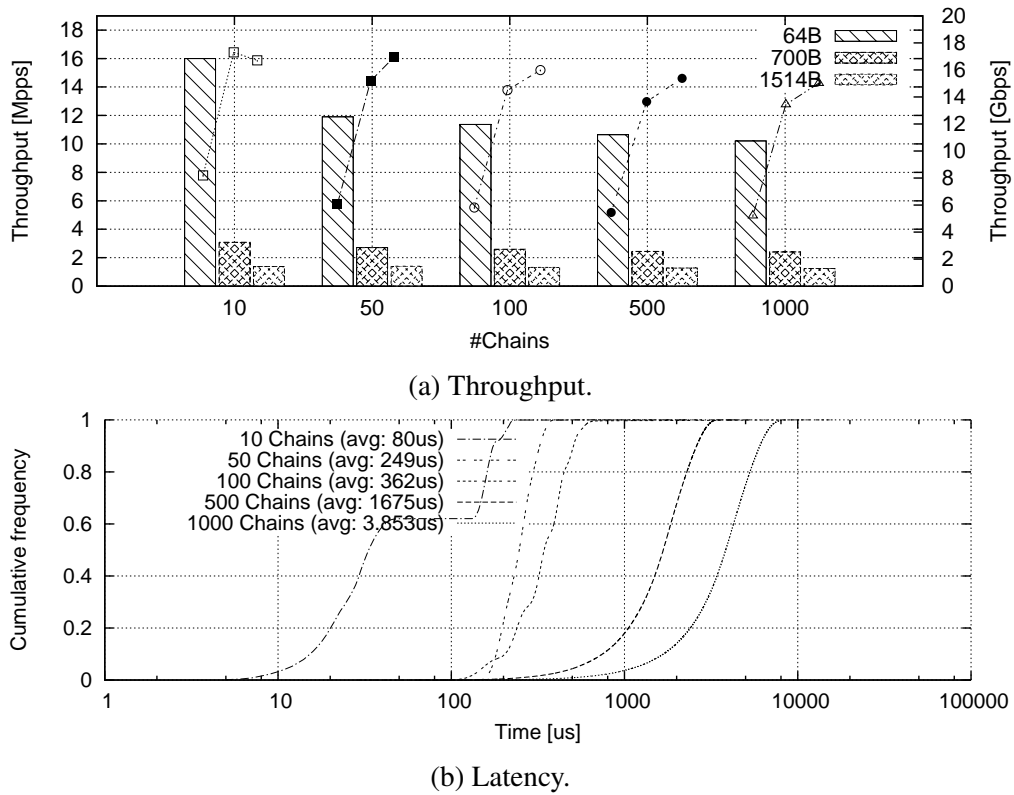 18
16
14
12
10
8
6
4
2
0
Throughput [Mpps]
20
18
16
14
12
10
8
6
4
2
0
Throughput [Gbps]
64B
700B
1514B
10 50 100 500 1000
#Chains
(a) Throughput.
1
0.8
0.6
0.4
0.2
0
Cumulative frequency
10 Chains (avg: 80us)
50 Chains (avg: 249us)
100 Chains (avg: 362us)
500 Chains (avg: 1675us)
1000 Chains (avg: 3.853us)
1 10 100 1000 10000 100000
Time [us]
(b) Latency.